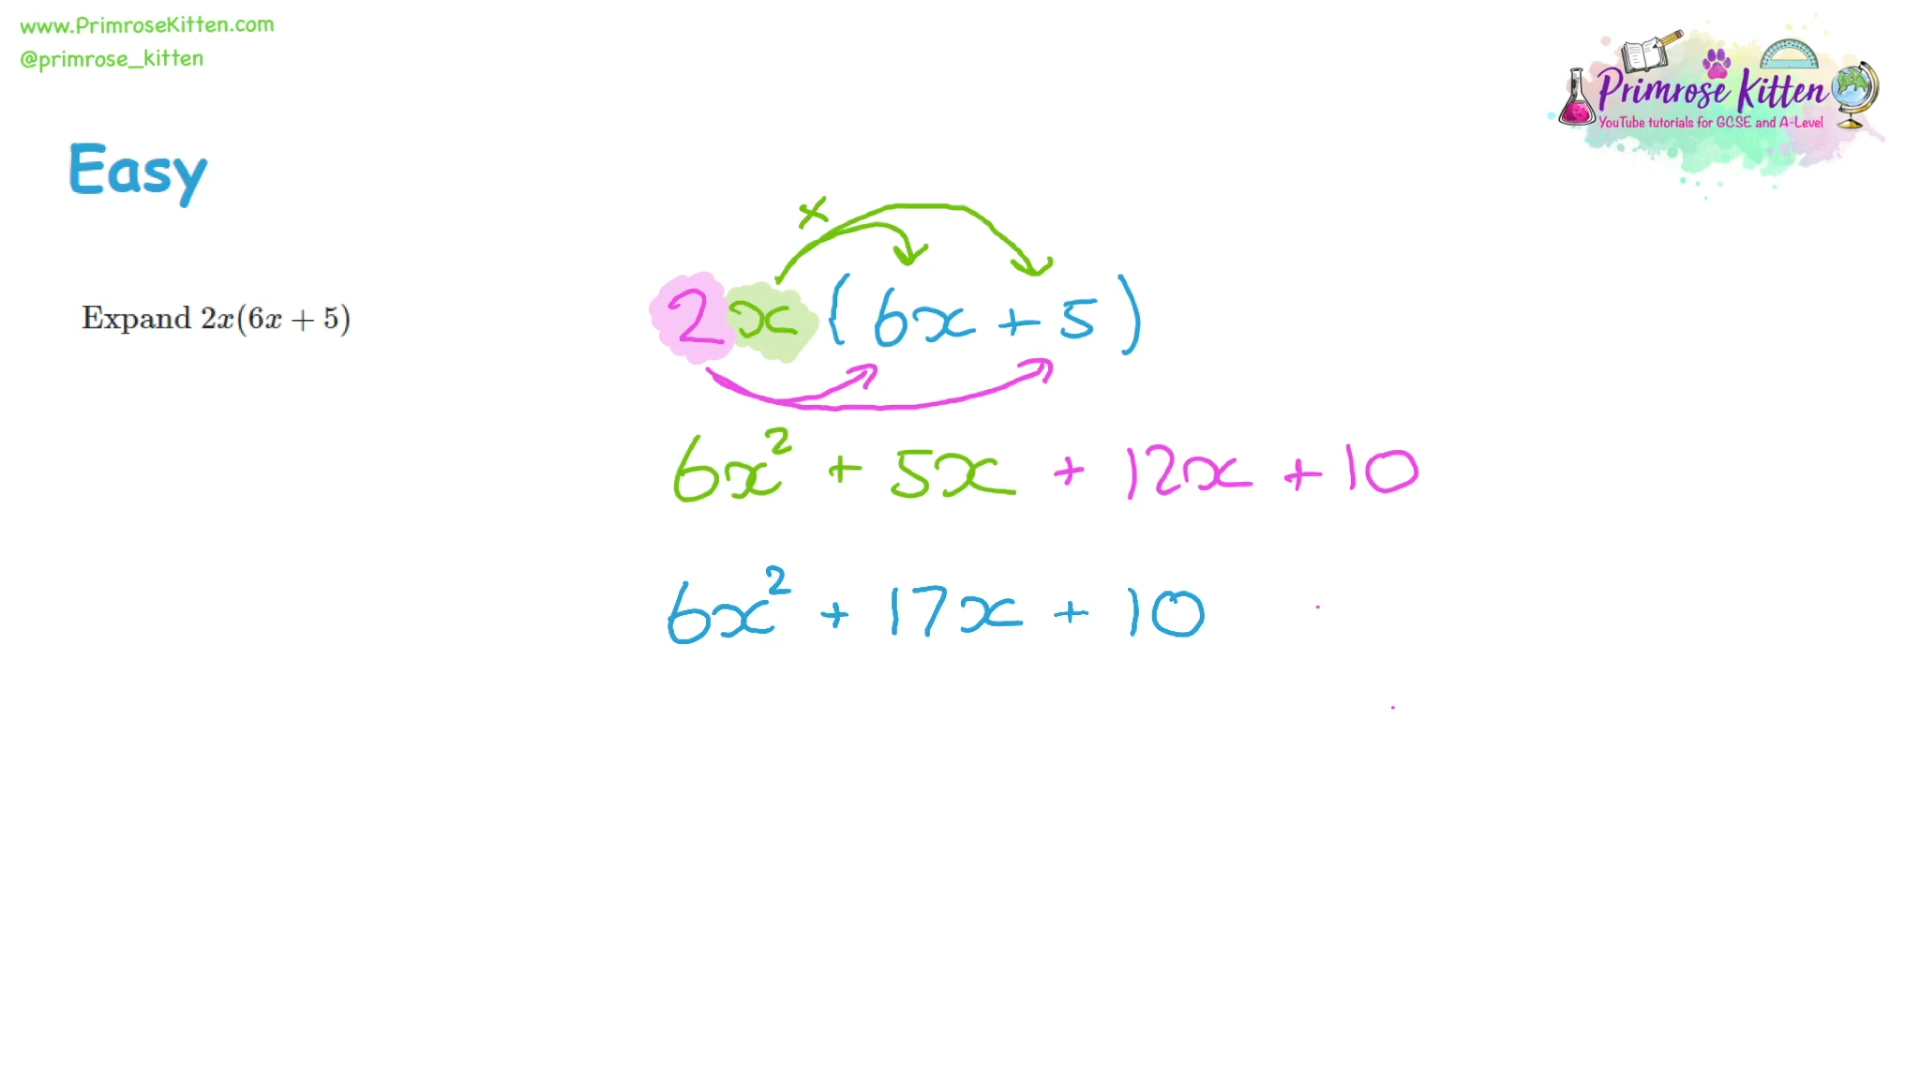 www.PrimroseKitten.com
@primrose_kitten
Primrose Kitten
YouTube tutorials for GCSE and A-Level
Easy
×
Expand 2x(6x + 5)
2x(6x + 5)
6x² + 5x + 12x + 10
6x² + 17x + 10